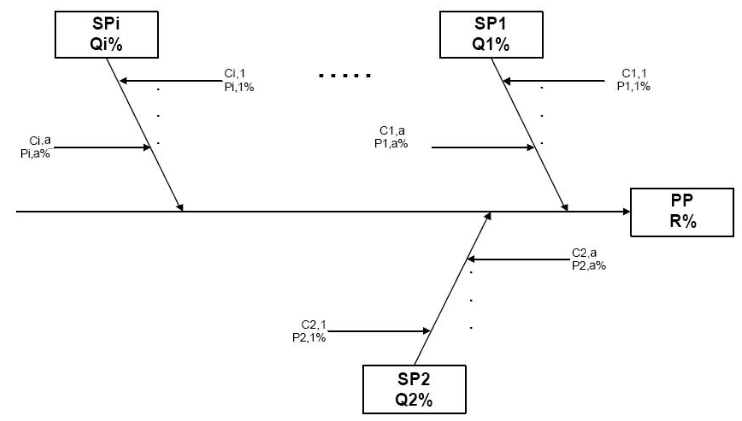 SPi
Qi%
SP1
Q1%
Ci,1
Pi,1%
.....
C1,1
P1,1%
Ci,a
Pi,a%
C1,a
P1,a%
PP
R%
C2,a
P2,a%
C2,1
P2,1%
SP2
Q2%